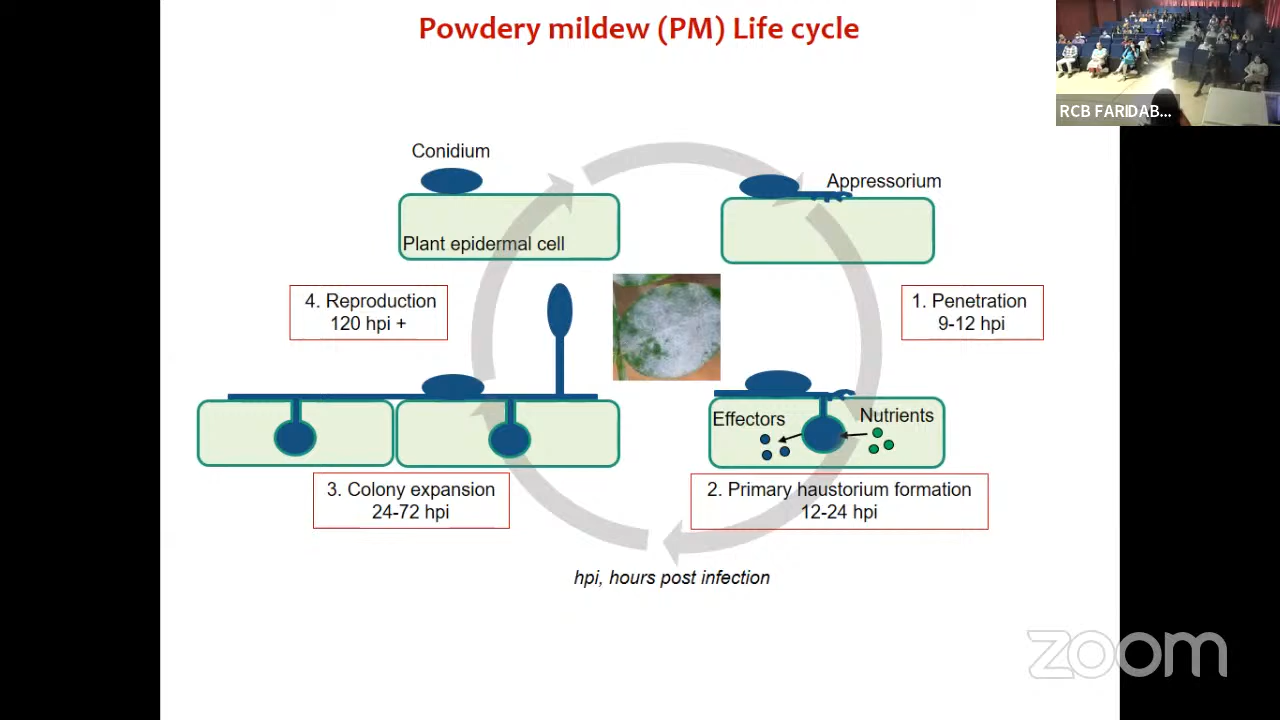 Powdery mildew (PM) Life cycle
RCB FARIDAB...
Conidium
Appressorium
Plant epidermal cell
4. Reproduction
120 hpi +
1. Penetration
9-12 hpi
Effectors
Nutrients
3. Colony expansion
24-72 hpi
2. Primary haustorium formation
12-24 hpi
hpi, hours post infection
zoom